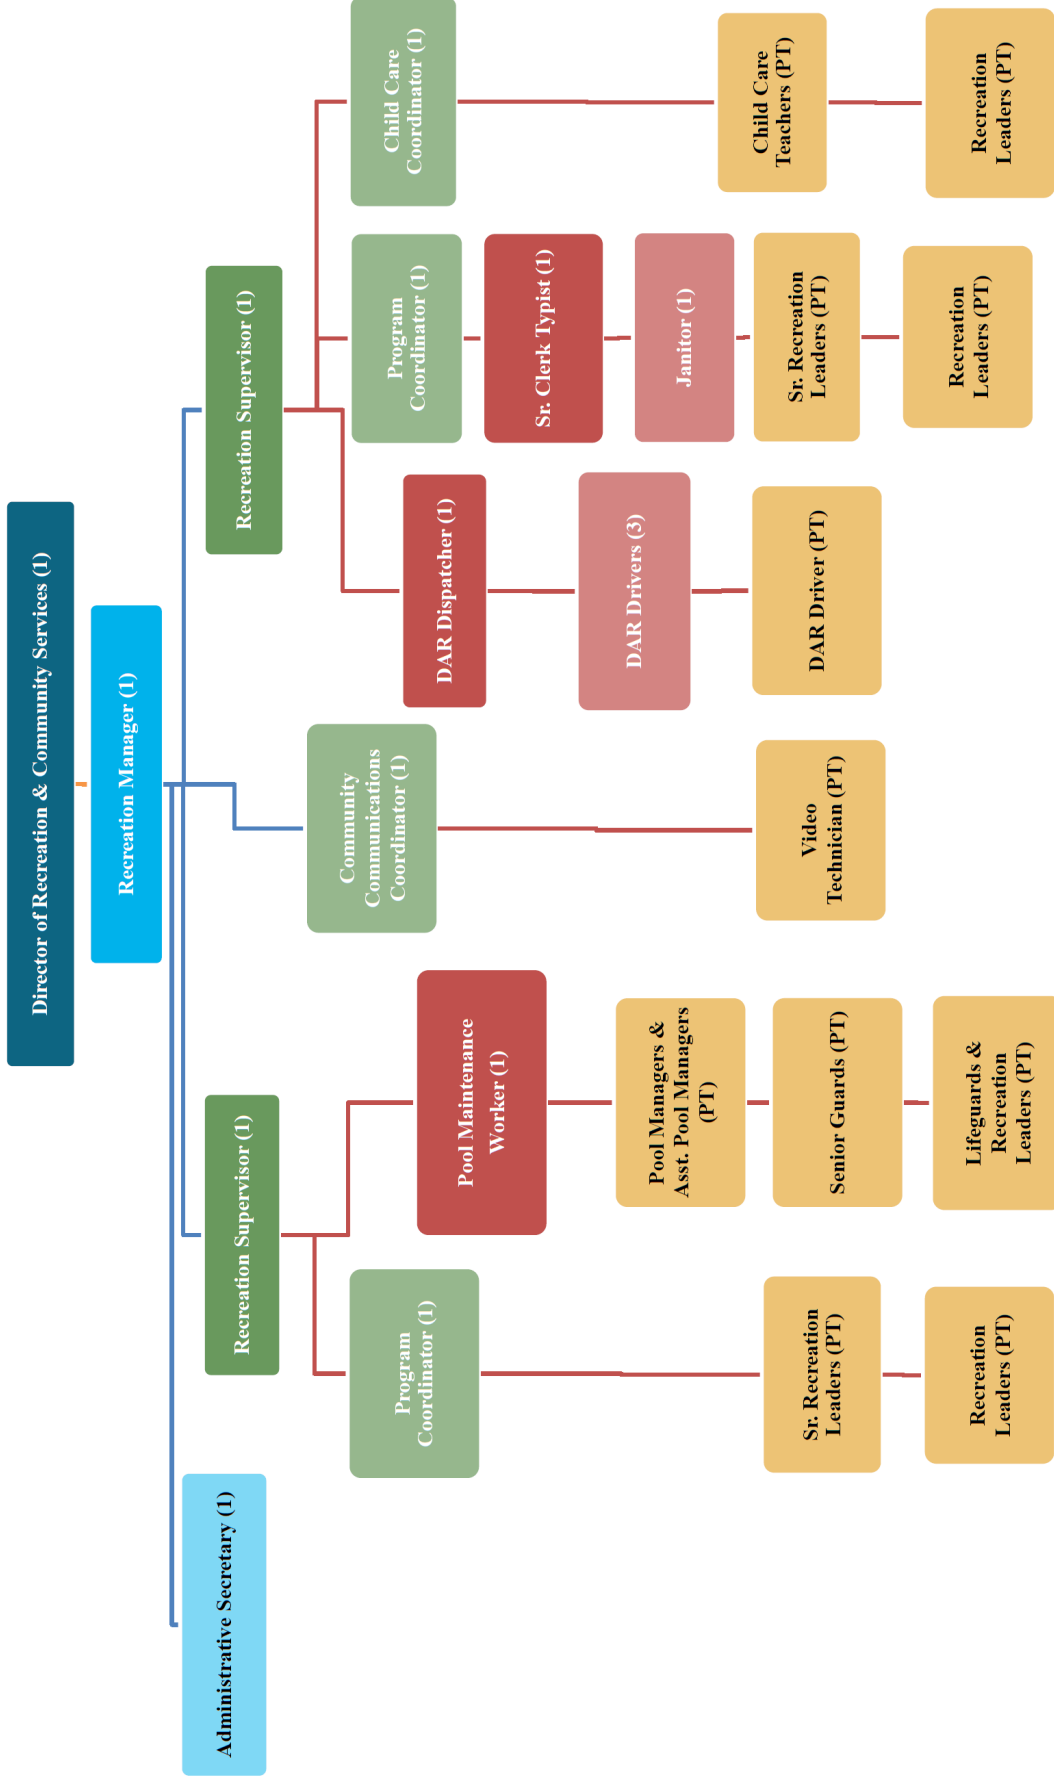 Director of Recreation & Community Services (1)
Recreation Manager (1)
Administrative Secretary (1)
Recreation Supervisor (1)
Program
Coordinator (1)
Sr. Recreation
Leaders (PT)
Recreation
Leaders (PT)
Pool Maintenance
Worker (1)
Pool Managers &
Asst. Pool Managers
(PT)
Senior Guards (PT)
Lifeguards &
Recreation
Leaders (PT)
Community
Communications
Coordinator (1)
Video
Technician (PT)
Recreation Supervisor (1)
DAR Dispatcher (1)
DAR Drivers (3)
DAR Driver (PT)
Program
Coordinator (1)
Sr. Clerk Typist (1)
Janitor (1)
Sr. Recreation
Leaders (PT)
Recreation
Leaders (PT)
Child Care
Coordinator (1)
Child Care
Teachers (PT)
Recreation
Leaders (PT)